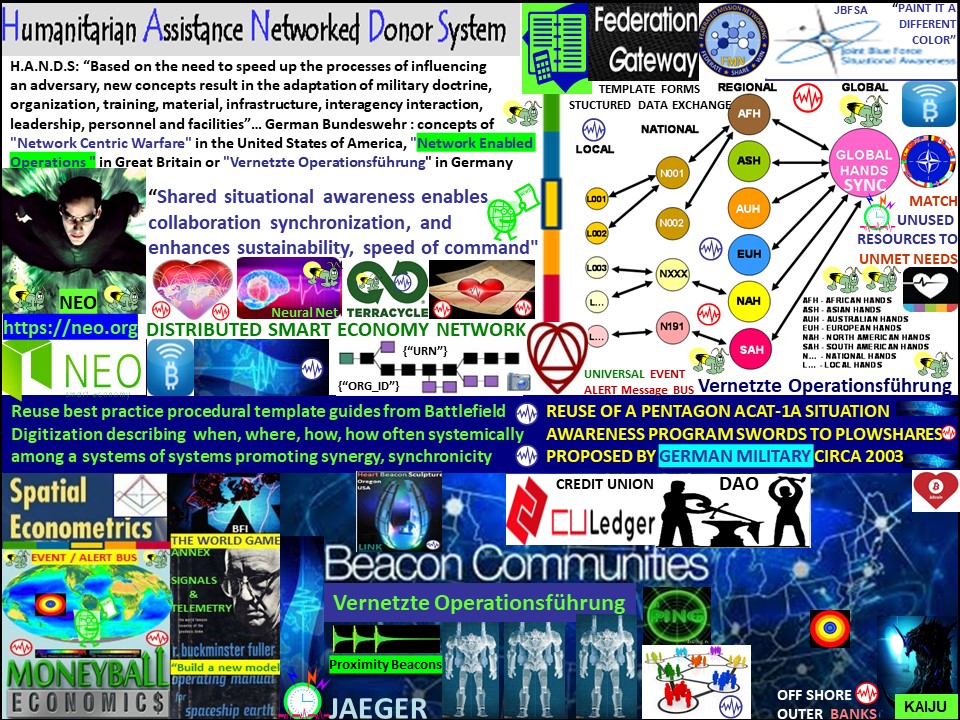 Humanitarian Assistance Networked Donor System
H.A.N.D.S: “Based on the need to speed up the processes of influencing
an adversary, new concepts result in the adaptation of military doctrine,
organization, training, material, infrastructure, interagency interaction,
leadership, personnel and facilities”… German Bundeswehr : concepts of
"Network Centric Warfare" in the United States of America, "Network Enabled
Operations " in Great Britain or "Vernetzte Operationsführung" in Germany
“Shared situational awareness enables
collaboration synchronization, and
enhances sustainability, speed of command"
NEO
Neural Net
TERRACYCLE
https://neo.org
DISTRIBUTED SMART ECONOMY NETWORK
NEO
{“URN”}
{“ORG_ID”}
Federation
Gateway
FEDERATED MISSION NETWORKING
FMN
JBFSA
Joint Blue Force
Situational Awareness
“PAINT IT A
DIFFERENT
COLOR”
TEMPLATE FORMS
STUCTURED DATA EXCHANGE
REGIONAL
GLOBAL
NATIONAL
LOCAL
AFH
ASH
AUH
EUH
NAH
SAH
N001
N002
NXXX
N191
L001
L002
L003
L...
L...
GLOBAL
HANDS
SYNC
MATCH
UNUSED
RESOURCES TO
UNMET NEEDS
AFH - AFRICAN HANDS
ASH - ASIAN HANDS
AUH - AUSTRALIAN HANDS
EUH - EUROPEAN HANDS
NAH - NORTH AMERICAN HANDS
SAH - SOUTH AMERICAN HANDS
N... – NATIONAL HANDS
L... – LOCAL HANDS
UNIVERSAL EVENT
ALERT Message BUS
Vernetzte Operationsführung
Reuse best practice procedural template guides from Battlefield
Digitization describing when, where, how, how often systemically
among a systems of systems promoting synergy, synchronicity
REUSE OF A PENTAGON ACAT-1A SITUATION
AWARENESS PROGRAM SWORDS TO PLOWSHARES
PROPOSED BY GERMAN MILITARY CIRCA 2003
Spatial
Econometrics
EVENT / ALERT BUS
MONEYBALL
ECONOMIC$
BFI
THE WORLD GAME
ANNEX
SIGNALS
&
TELEMETRY
r. buckminster fuller
“Build a new model
operating manual
for
spaceship earth
Heart Beacon Sculpture
Oregon
USA
LINK
CREDIT UNION
CULedger
DAO
Beacon Communities
Vernetzte Operationsführung
Proximity Beacons
JAEGER
PING
OFF SHORE
OUTER BANKS
KAIJU